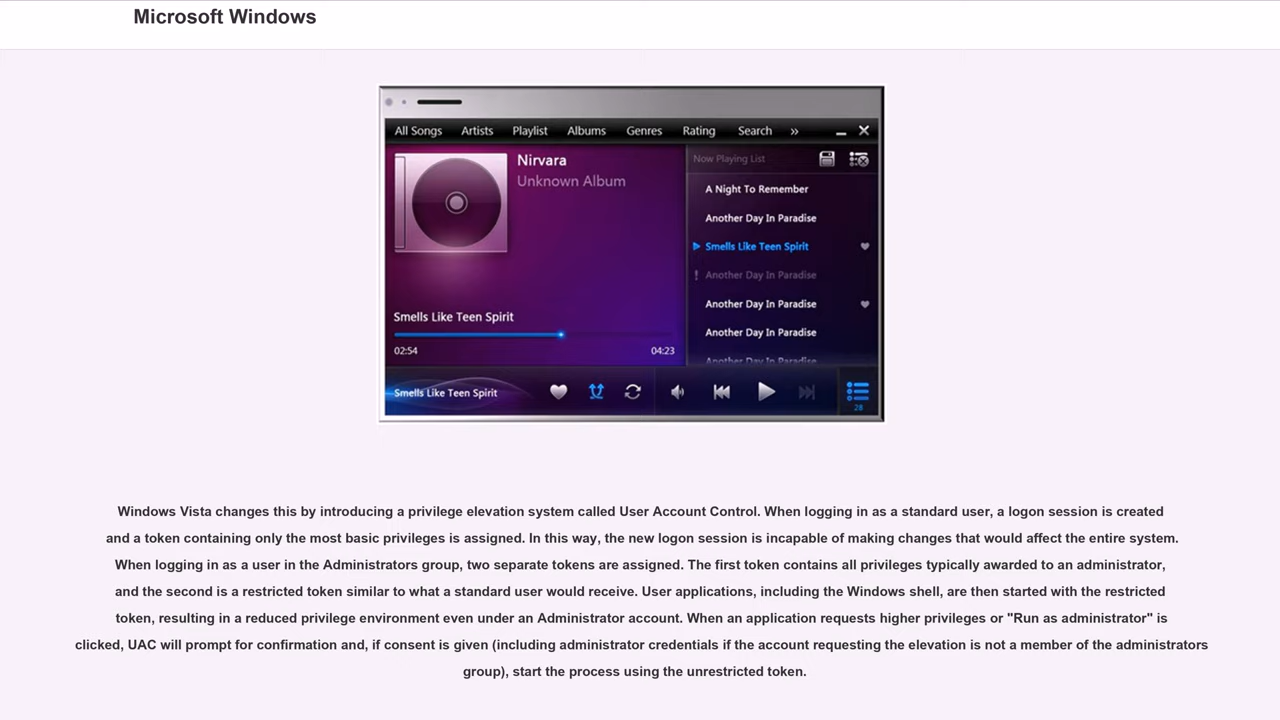 Microsoft Windows
All Songs Artists Playlist Albums Genres Rating Search »
Nirvara
Unknown Album
Now Playing List
A Night To Remember
Another Day In Paradise
Smells Like Teen Spirit
Another Day In Paradise
Another Day In Paradise
Another Day In Paradise
Another Day In Paradise
Smells Like Teen Spirit
02:54 04:23
Smells Like Teen Spirit
28
Windows Vista changes this by introducing a privilege elevation system called User Account Control. When logging in as a standard user, a logon session is created
and a token containing only the most basic privileges is assigned. In this way, the new logon session is incapable of making changes that would affect the entire system.
When logging in as a user in the Administrators group, two separate tokens are assigned. The first token contains all privileges typically awarded to an administrator,
and the second is a restricted token similar to what a standard user would receive. User applications, including the Windows shell, are then started with the restricted
token, resulting in a reduced privilege environment even under an Administrator account. When an application requests higher privileges or "Run as administrator" is
clicked, UAC will prompt for confirmation and, if consent is given (including administrator credentials if the account requesting the elevation is not a member of the administrators
group), start the process using the unrestricted token.